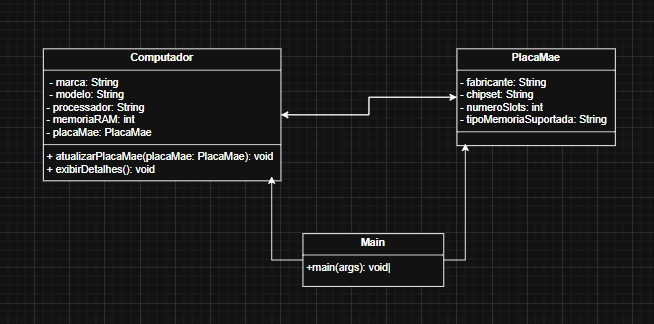 Computador
- marca: String
- modelo: String
- processador: String
- memoriaRAM: int
- placaMae: PlacaMae
+ atualizarPlacaMae(placaMae: PlacaMae): void
+ exibirDetalhes(): void
PlacaMae
- fabricante: String
- chipset: String
- numeroSlots: int
- tipoMemoriaSuportada: String
Main
+main(args): void